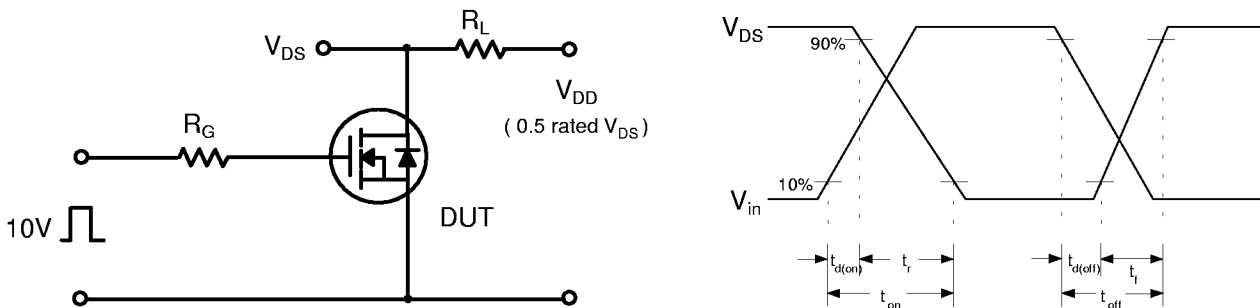 R_L
V_DS
V_DD
( 0.5 rated V_DS )
R_G
10V
DUT
V_DS
90%
10%
V_in
t_d(on)
t_r
t_on
t_d(off)
t_f
t_off